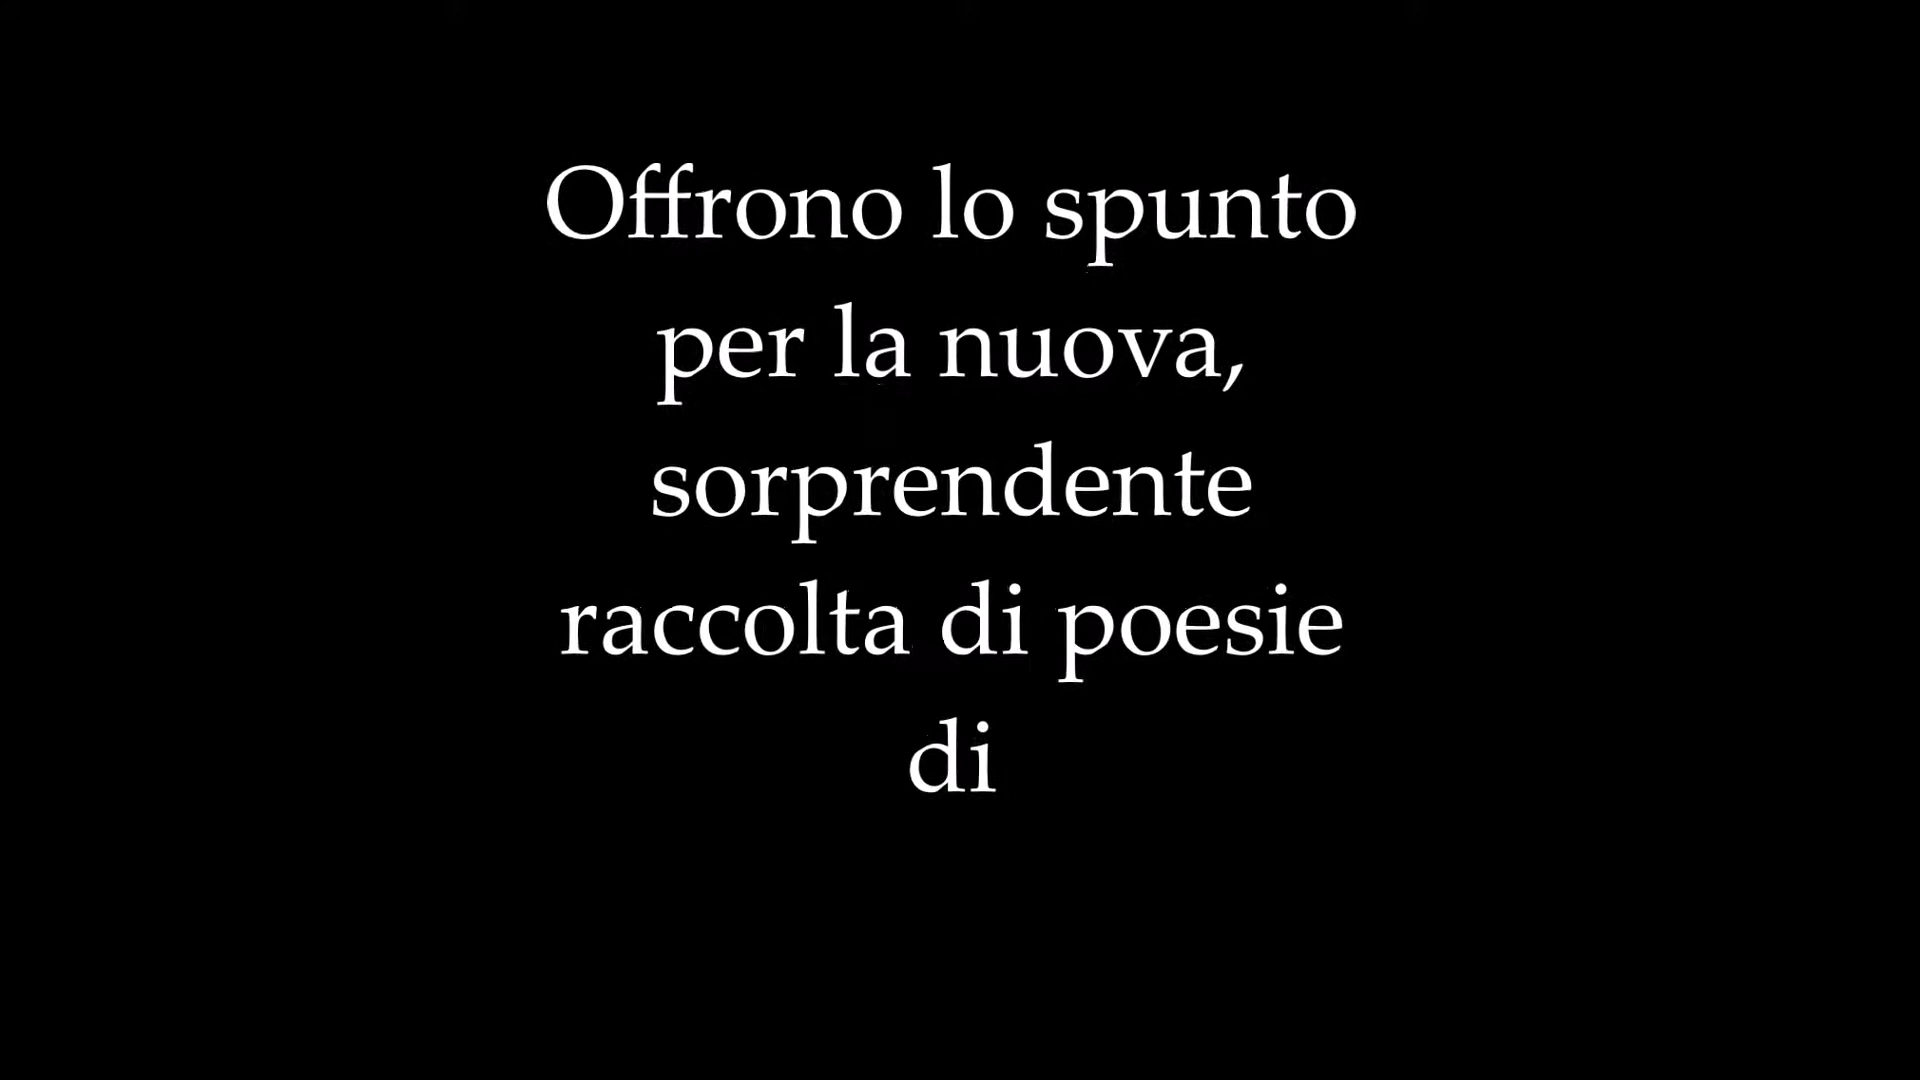 Offrono lo spunto
per la nuova,
sorprendente
raccolta di poesie
di